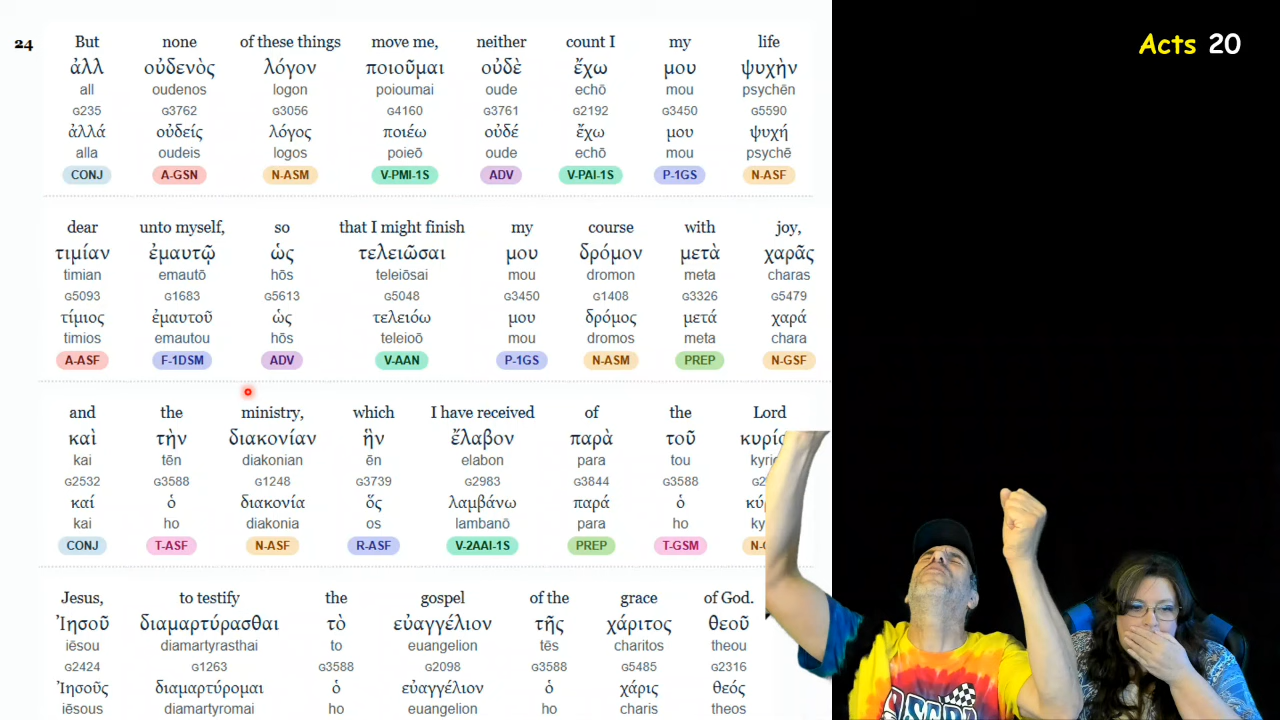 Acts 20
24 But none of these things move me, neither count I my life
ἀλλ οὐδενὸς λόγον ποιοῦμαι οὐδὲ ἔχω μου ψυχὴν
all oudenos logon poioumai oude echō mou psychēn
G235 G3762 G3056 G4160 G3761 G2192 G3450 G5590
ἀλλά οὐδείς λόγος ποιέω οὐδέ ἔχω μου ψυχή
alla oudeis logos poieō oude echō mou psychē
CONJ A-GSN N-ASM V-PMI-1S ADV V-PAI-1S P-1GS N-ASF
dear unto myself, so that I might finish my course with joy,
τιμίαν ἐμαυτῷ ὡς τελειῶσαι μου δρόμον μετὰ χαρᾶς
timian emautō hōs teleiōsai mou dromon meta charas
G5093 G1683 G5613 G5048 G3450 G1408 G3326 G5479
τίμιος ἐμαυτοῦ ὡς τελειόω μου δρόμος μετά χαρά
timios emautou hōs teleioō mou dromos meta chara
A-ASF F-1DSM ADV V-AAN P-1GS N-ASM PREP N-GSF
and the ministry, which I have received of the Lord
καὶ τὴν διακονίαν ἣν ἔλαβον παρὰ τοῦ
kai tēn diakonian ēn elabon para tou
G2532 G3588 G1248 G3739 G2983 G3844 G3588
καί ὁ διακονία ὅς λαμβάνω παρά ὁ
kai ho diakonia os lambanō para ho
CONJ T-ASF N-ASF R-ASF V-2AAI-1S PREP T-GSM
Jesus, to testify the gospel of the grace of God.
Ἰησοῦ διαμαρτύρασθαι τὸ εὐαγγέλιον τῆς χάριτος θεοῦ
iēsou diamartyrasthai to euangelion tēs charitos theou
G2424 G1263 G3588 G2098 G3588 G5485 G2316
Ἰησοῦς διαμαρτύρομαι ὁ εὐαγγέλιον ὁ χάρις θεός
iēsous diamartyromai ho euangelion ho charis theos